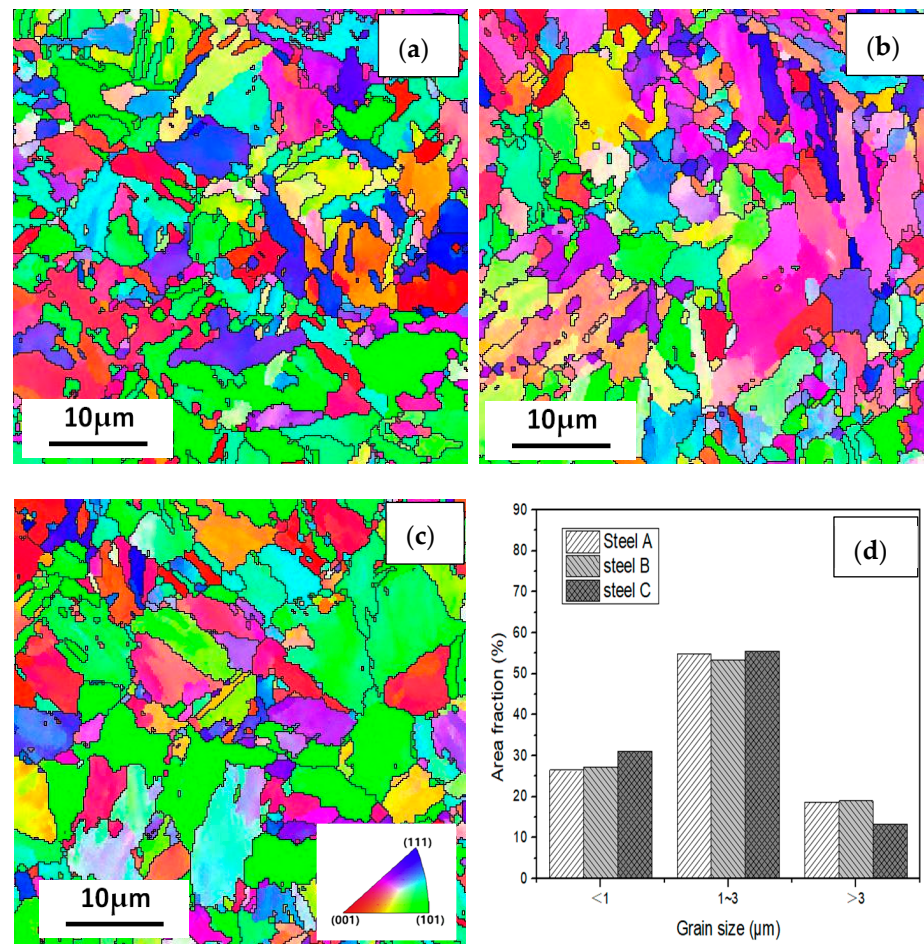 (a)
(b)
10μm
10μm
(c)
(111)
(001)
(101)
10μm
(d)
Steel A
steel B
steel C
90
80
70
60
50
40
30
20
10
0
Area fraction (%)
<1
1~3
>3
Grain size (μm)